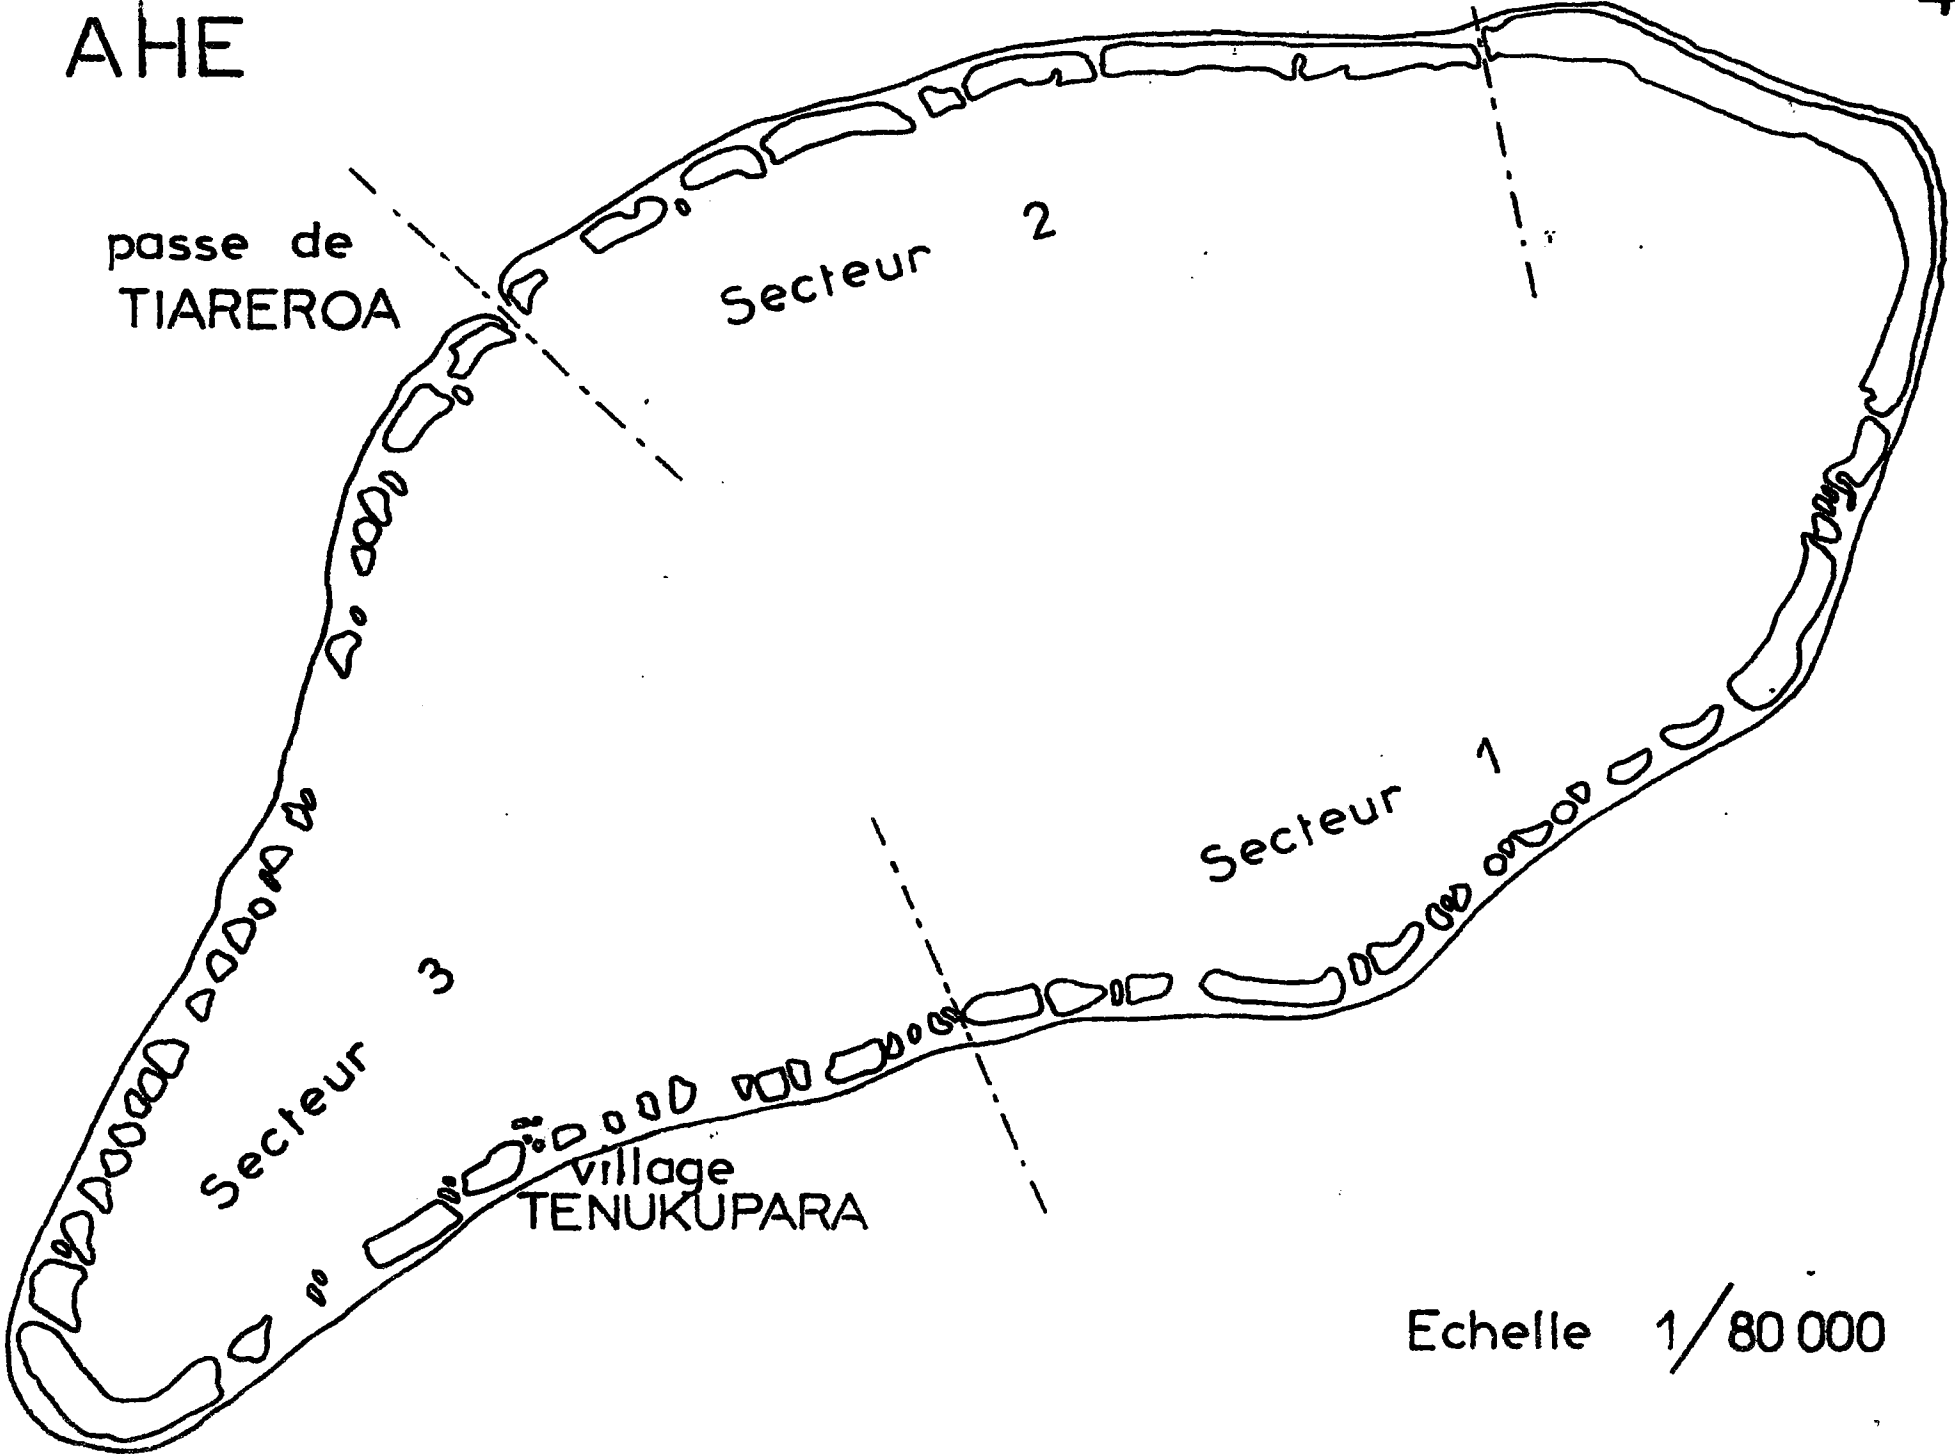 AHE
passe de
TIAREROA
Secteur 2
Secteur 1
Secteur 3
village
TENUKUPARA
Echelle 1/80 000